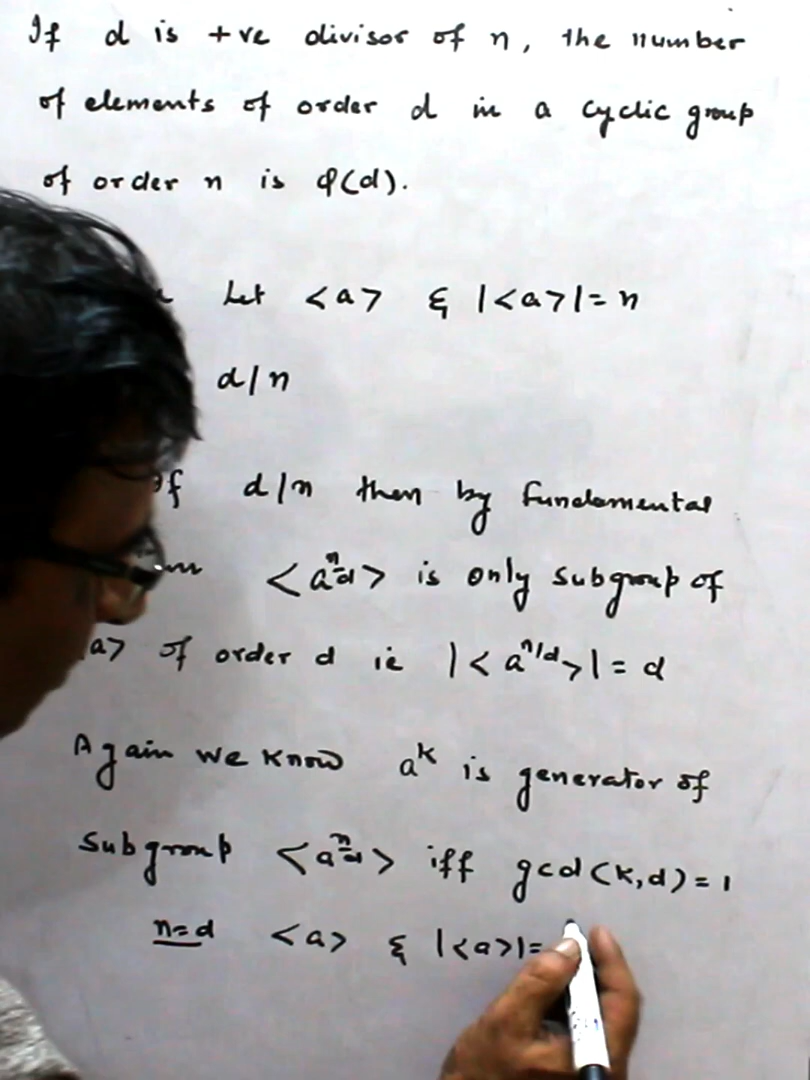 If d is +ve divisor of n, the number
of elements of order d in a cyclic group
of order n is φ(d).
Let <a> & |<a>| = n
d/n
d/n then by fundamental
<a^{n/d}> is only subgroup of
a> of order d ie |<a^{n/d}>| = d
Again we know a^k is generator of
subgroup <a^{n/d}> iff gcd(k,d) = 1
n=d <a> & |<a>| =